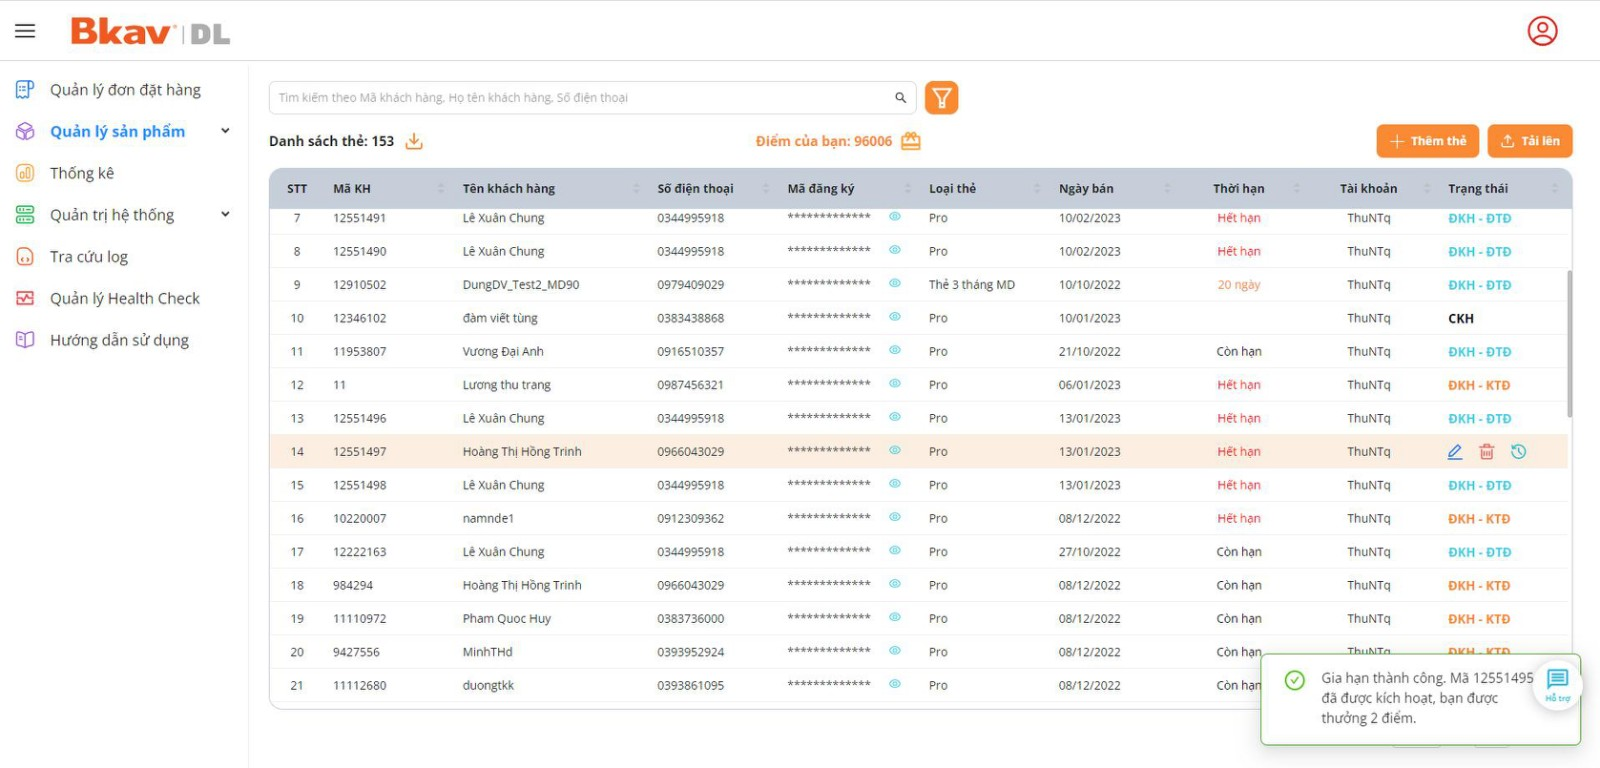 Bkav | DL
Quản lý đơn đặt hàng
Quản lý sản phẩm
Thống kê
Quản trị hệ thống
Tra cứu log
Quản lý Health Check
Hướng dẫn sử dụng
Tìm kiếm theo Mã khách hàng, Họ tên khách hàng, Số điện thoại
Danh sách thẻ: 153 Điểm của bạn: 96006 Thêm thẻ Tải lên
STT Mã KH Tên khách hàng Số điện thoại Mã đăng ký Loại thẻ Ngày bán Thời hạn Tài khoản Trạng thái
7 12551491 Lê Xuân Chung 0344995918 ************* Pro 10/02/2023 Hết hạn ThuNTq ĐKH - ĐTĐ
8 12551490 Lê Xuân Chung 0344995918 ************* Pro 10/02/2023 Hết hạn ThuNTq ĐKH - ĐTĐ
9 12910502 DungDV_Test2_MD90 0979409029 ************* Thẻ 3 tháng MD 10/10/2022 20 ngày ThuNTq ĐKH - ĐTĐ
10 12346102 đàm viết tùng 0383438868 ************* Pro 10/01/2023 ThuNTq CKH
11 11953807 Vương Đại Anh 0916510357 ************* Pro 21/10/2022 Còn hạn ThuNTq ĐKH - ĐTĐ
12 11 Lương thu trang 0987456321 ************* Pro 06/01/2023 Hết hạn ThuNTq ĐKH - KTĐ
13 12551496 Lê Xuân Chung 0344995918 ************* Pro 13/01/2023 Hết hạn ThuNTq ĐKH - ĐTĐ
14 12551497 Hoàng Thị Hồng Trinh 0966043029 ************* Pro 13/01/2023 Hết hạn ThuNTq
15 12551498 Lê Xuân Chung 0344995918 ************* Pro 13/01/2023 Hết hạn ThuNTq ĐKH - ĐTĐ
16 10220007 namnde1 0912309362 ************* Pro 08/12/2022 Hết hạn ThuNTq ĐKH - KTĐ
17 12222163 Lê Xuân Chung 0344995918 ************* Pro 27/10/2022 Còn hạn ThuNTq ĐKH - ĐTĐ
18 984294 Hoàng Thị Hồng Trinh 0966043029 ************* Pro 08/12/2022 Còn hạn ThuNTq ĐKH - KTĐ
19 11110972 Pham Quoc Huy 0383736000 ************* Pro 08/12/2022 Còn hạn ThuNTq ĐKH - KTĐ
20 9427556 MinhTHd 0393952924 ************* Pro 08/12/2022 Còn hạn ThuNTq ĐKH - KTĐ
21 11112680 duongtkk 0393861095 ************* Pro 08/12/2022 Còn hạn
Gia hạn thành công. Mã 12551495
đã được kích hoạt, bạn được
thưởng 2 điểm.
Hỗ trợ